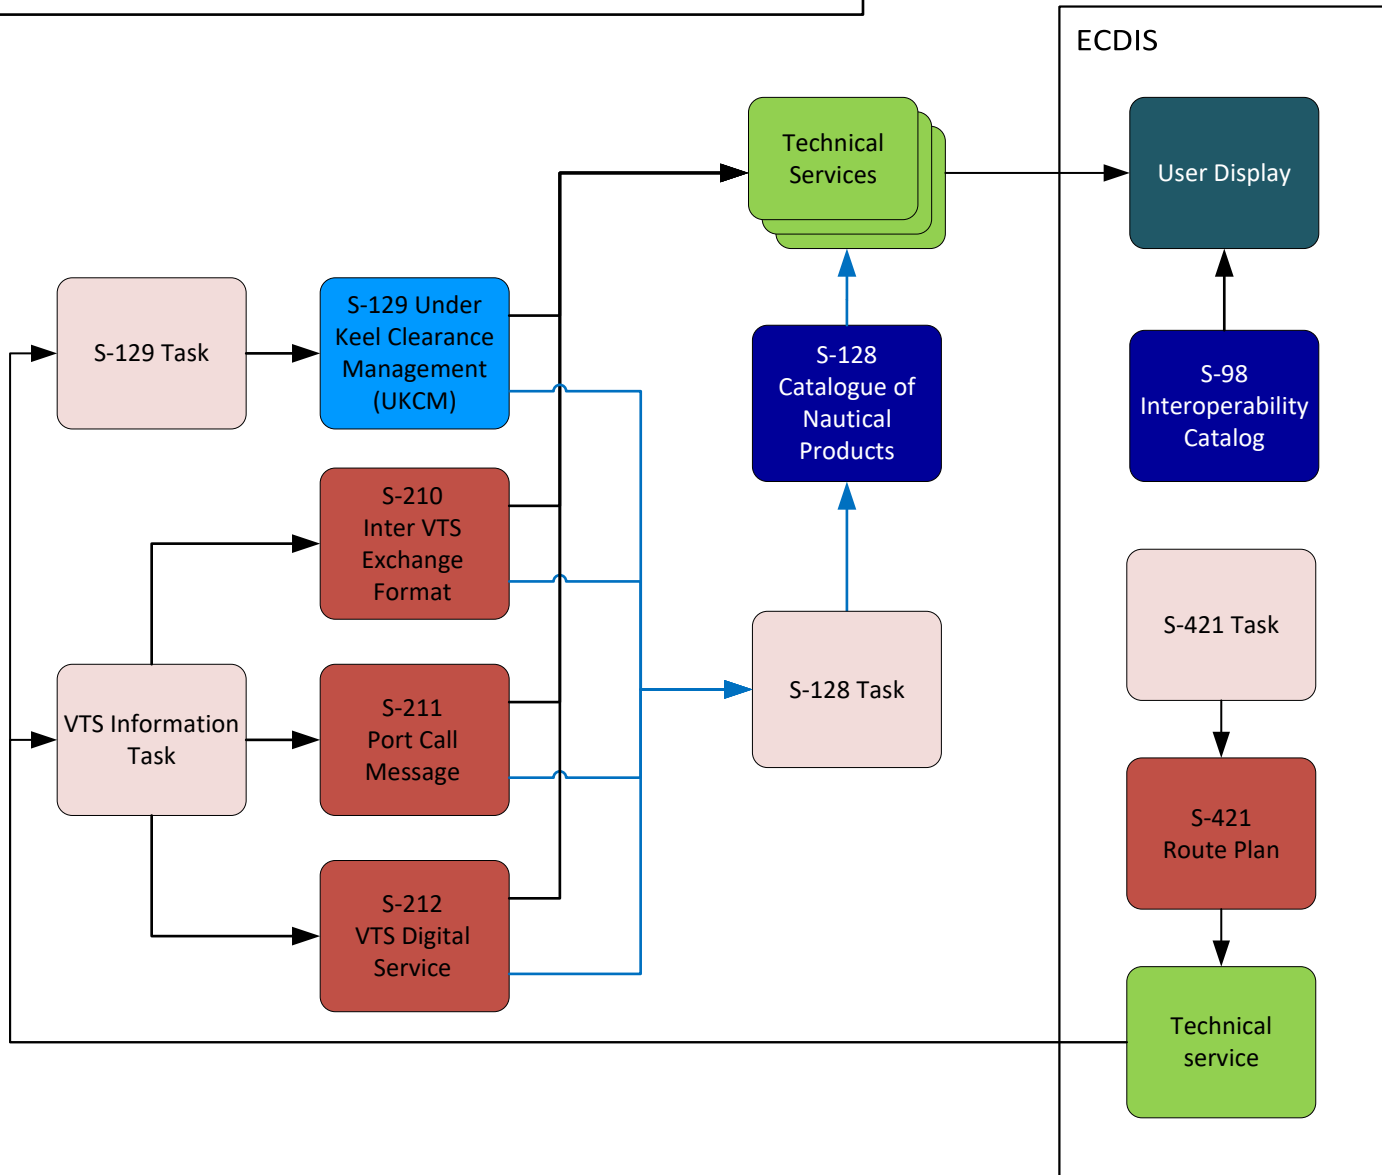 ECDIS
Technical
Services
User Display
S-129 Task
S-129 Under
Keel Clearance
Management
(UKCM)
S-128
Catalogue of
Nautical
Products
S-98
Interoperability
Catalog
S-210
Inter VTS
Exchange
Format
S-421 Task
S-128 Task
VTS Information
Task
S-211
Port Call
Message
S-421
Route Plan
S-212
VTS Digital
Service
Technical
service